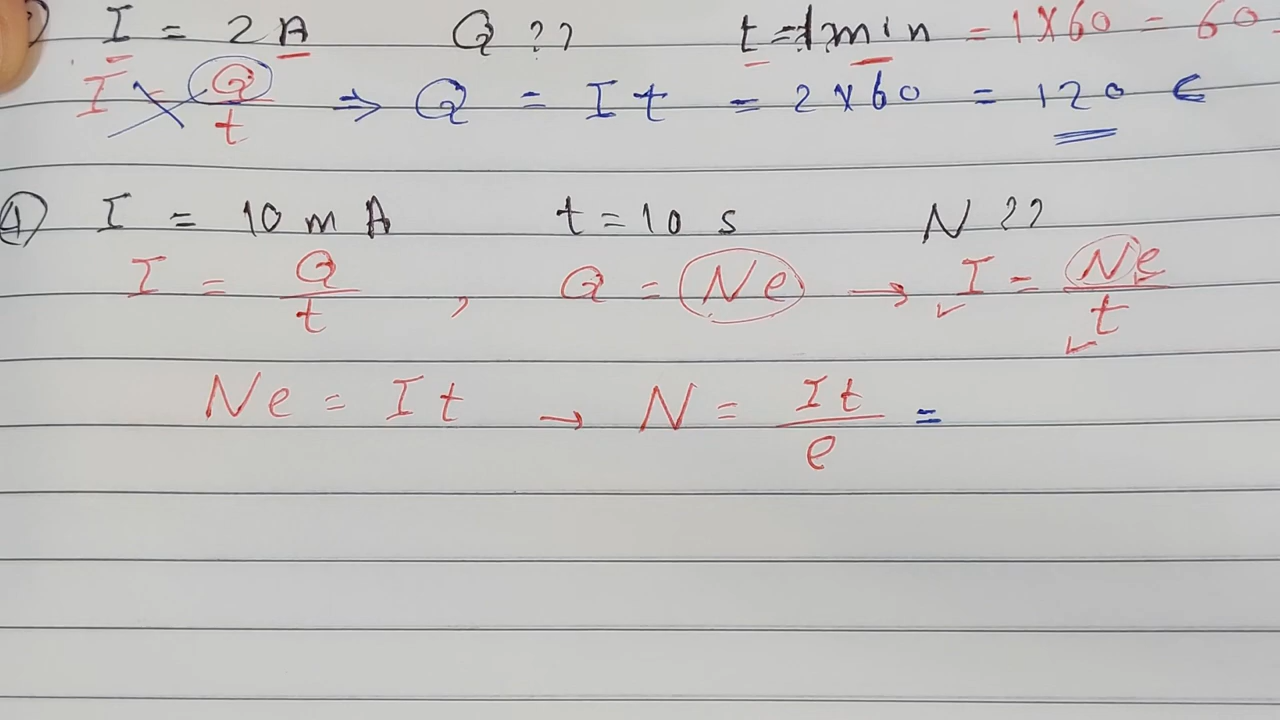 I = 2 A Q ?? t = 1 min = 1 X 60 = 60
I = Q/t ⇒ Q = I t = 2 X 60 = 120 C
④ I = 10 m A t = 10 s N ??
I = Q/t , Q = Ne → I = Ne/t
Ne = I t → N = It/e =